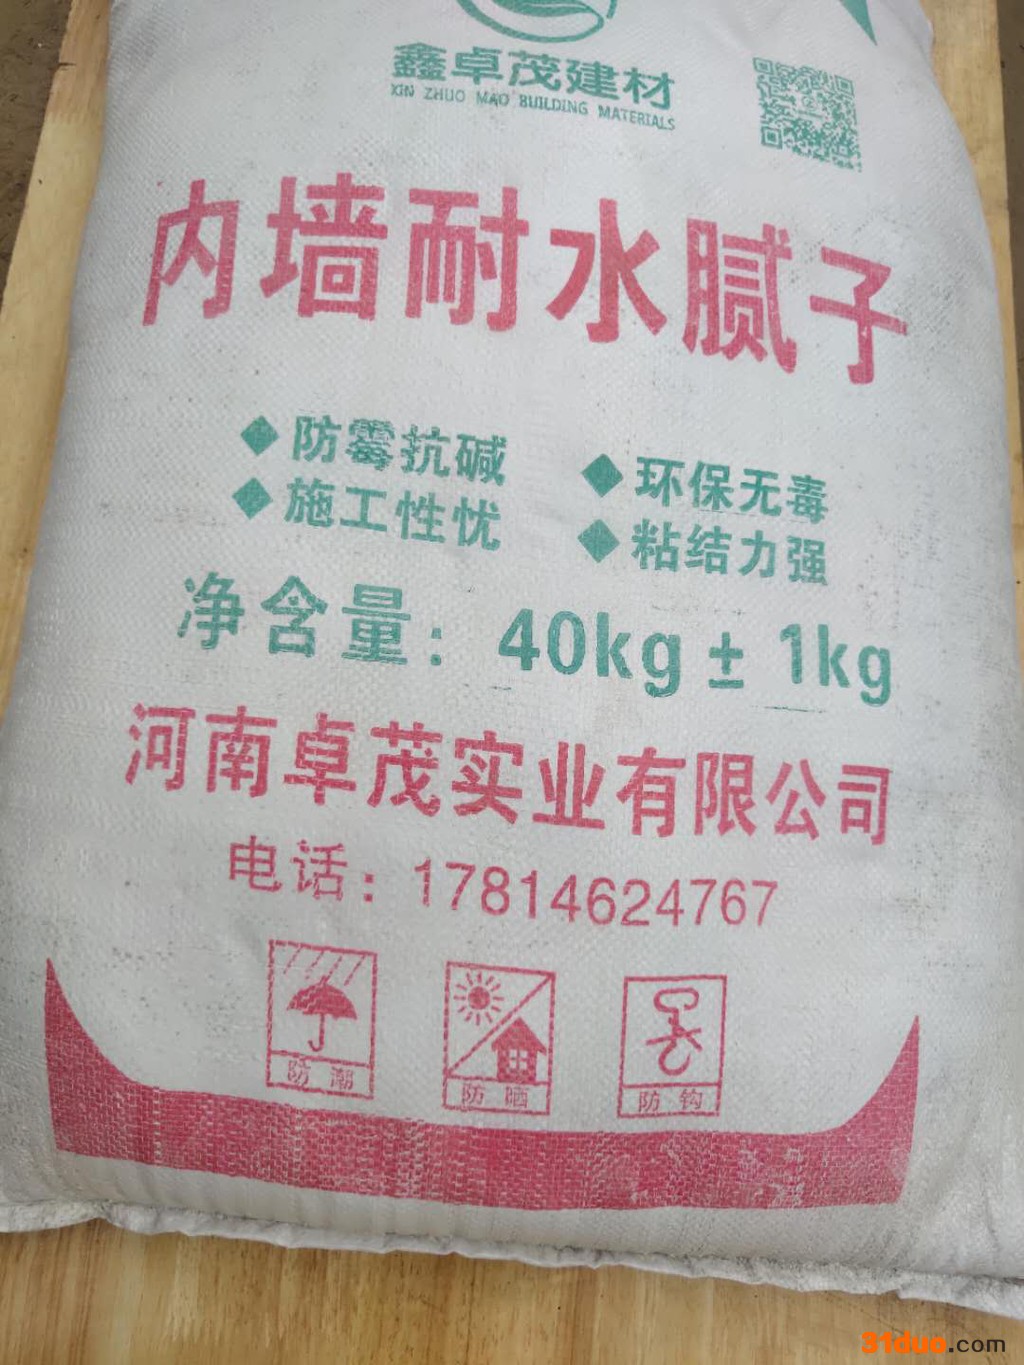 鑫卓茂建材
XIN ZHUO MAO BUILDING MATERIALS
内墙耐水腻子
◆防霉抗碱 ◆环保无毒
◆施工性忧 ◆粘结力强
净含量：40kg±1kg
河南卓茂实业有限公司
电话：17814624767
防潮 防晒 防钩
31duo.com